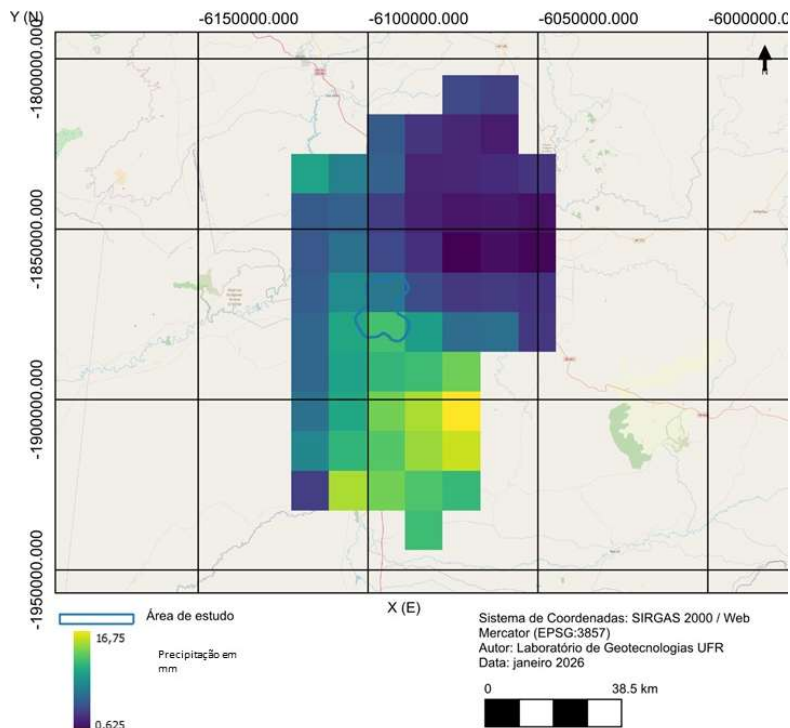 Y (N)
-6150000.000
-6100000.000
-6050000.000
-6000000.0
-1800000.000
-1850000.000
-1900000.000
-1950000.000
X (E)
Área de estudo
16,75
Precipitação em
mm
0.625
Sistema de Coordenadas: SIRGAS 2000 / Web
Mercator (EPSG:3857)
Autor: Laboratório de Geotecnologias UFR
Data: janeiro 2026
0
38.5 km